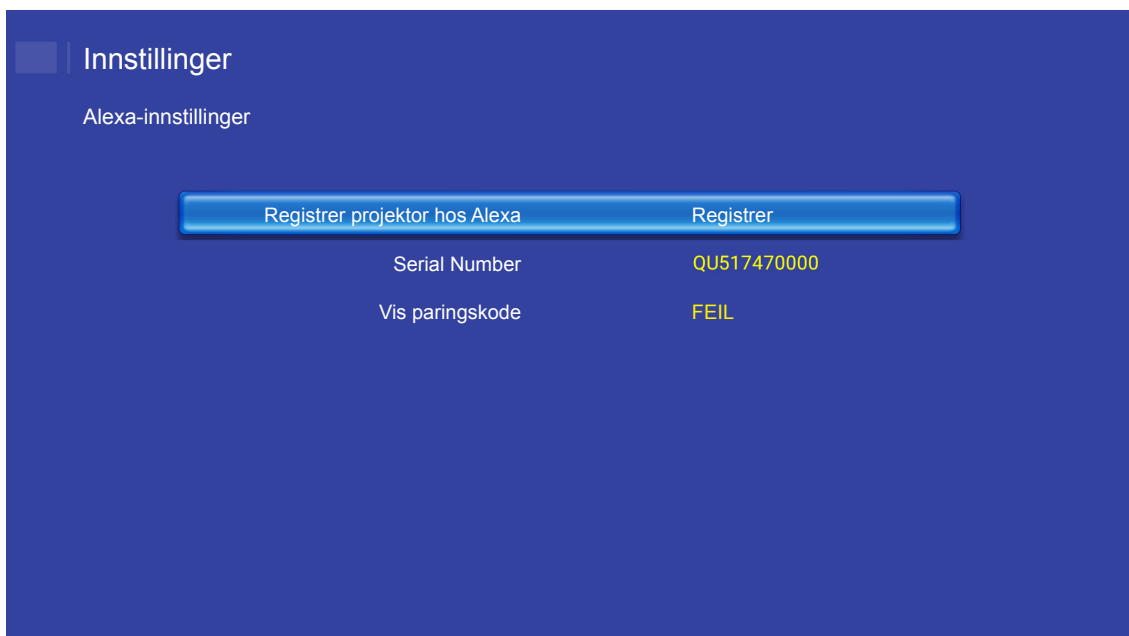 Innstillinger
Alexa-innstillinger
Registrer projektor hos Alexa Registrer
Serial Number QU517470000
Vis paringskode FEIL